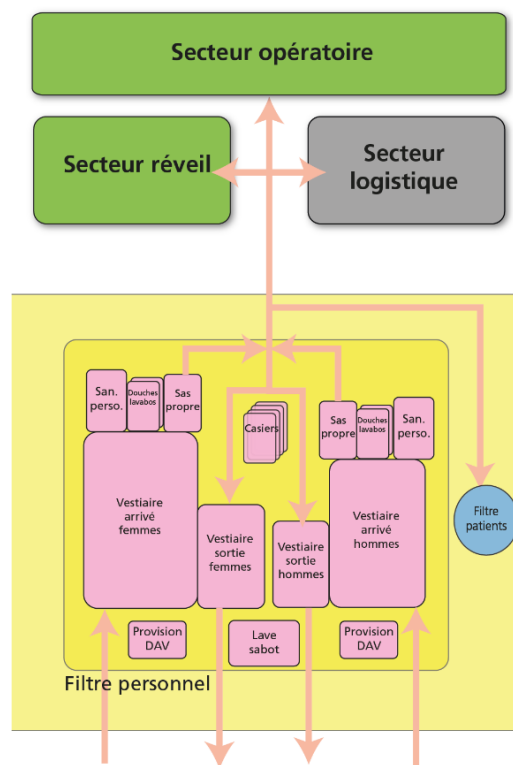 Secteur opératoire
Secteur réveil
Secteur
logistique
San.
perso.
Douches
lavabos
Sas
propre
Casiers
Sas
propre
Douches
lavabos
San.
perso.
Vestiaire
arrivé
femmes
Vestiaire
sortie
femmes
Vestiaire
sortie
hommes
Vestiaire
arrivé
hommes
Filtre
patients
Provision
DAV
Lave
sabot
Provision
DAV
Filtre personnel